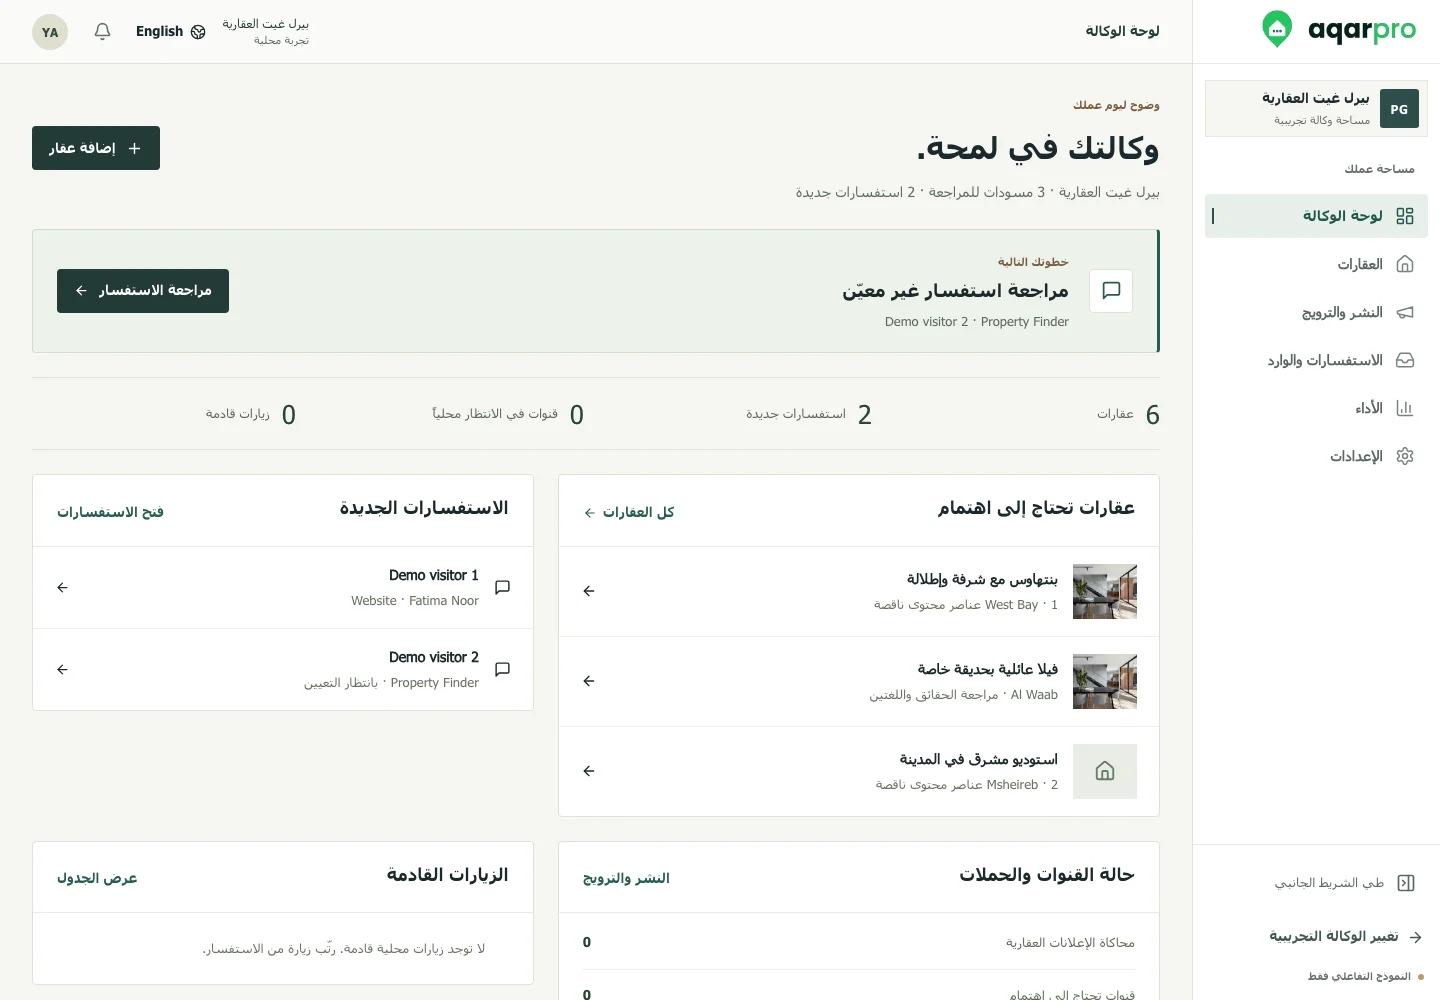 aqarpro
PG
بيرل غيت العقارية
مساحة وكالة تجريبية
مساحة عملك
لوحة الوكالة
العقارات
النشر والترويج
الاستفسارات والوارد
الأداء
الإعدادات
طي الشريط الجانبي
تغيير الوكالة التجريبية
النموذج التفاعلي فقط
لوحة الوكالة
بيرل غيت العقارية
تجربة محلية
English
YA
وضوح ليوم عملك
وكالتك في لمحة.
بيرل غيت العقارية · 3 مسودات للمراجعة · 2 استفسارات جديدة
إضافة عقار
خطوتك التالية
مراجعة استفسار غير معيّن
Demo visitor 2 · Property Finder
مراجعة الاستفسار
6 عقارات
2 استفسارات جديدة
0 قنوات في الانتظار محلياً
0 زيارات قادمة
عقارات تحتاج إلى اهتمام
كل العقارات
بنتهاوس مع شرفة وإطلالة
West Bay · 1 عناصر محتوى ناقصة
فيلا عائلية بحديقة خاصة
Al Waab · مراجعة الحقائق واللغتين
استوديو مشرق في المدينة
Msheireb · 2 عناصر محتوى ناقصة
الاستفسارات الجديدة
فتح الاستفسارات
Demo visitor 1
Website · Fatima Noor
Demo visitor 2
Property Finder · بانتظار التعيين
حالة القنوات والحملات
النشر والترويج
محاكاة الإعلانات العقارية
0
قنوات تحتاج إلى اهتمام
0
الزيارات القادمة
عرض الجدول
لا توجد زيارات محلية قادمة. رتّب زيارة من الاستفسار.